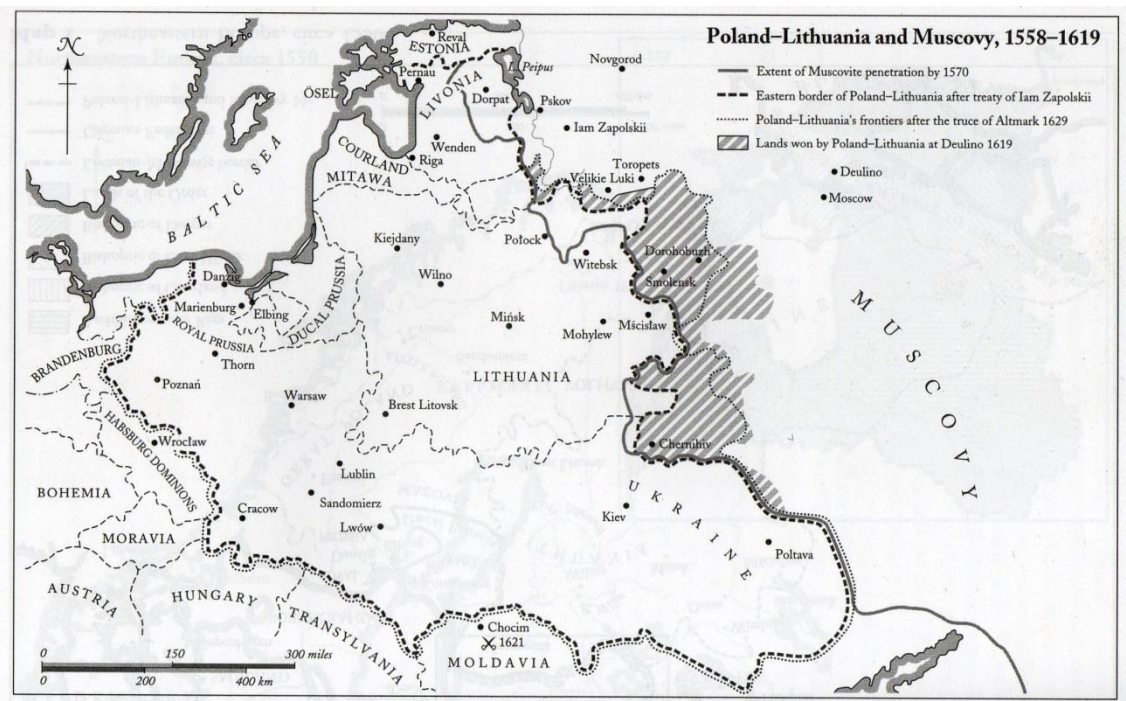 Poland–Lithuania and Muscovy, 1558–1619
Extent of Muscovite penetration by 1570
Eastern border of Poland–Lithuania after treaty of Iam Zapolskii
Poland–Lithuania's frontiers after the truce of Altmark 1629
Lands won by Poland–Lithuania at Deulino 1619
N
Reval
ESTONIA
L. Peipus
Novgorod
Pernau
ÖSEL
LIVONIA
Dorpat
Pskov
Iam Zapolskii
Wenden
COURLAND
Riga
MITAWA
Toropets
Velikie Luki
Deulino
Moscow
BALTIC SEA
Kiejdany
Połock
Witebsk
Dorohobuzh
Smolensk
Wilno
Danzig
Marienburg
Elbing
DUCAL PRUSSIA
ROYAL PRUSSIA
Mińsk
Mohylew
Mścisław
MUSCOVY
BRANDENBURG
Thorn
Poznań
LITHUANIA
Warsaw
Brest Litovsk
HABSBURG DOMINIONS
Wrocław
Chernihiv
Lublin
BOHEMIA
Sandomierz
Cracow
Lwów
UKRAINE
Kiev
MORAVIA
Poltava
AUSTRIA
HUNGARY
TRANSYLVANIA
Chocim
1621
MOLDAVIA
0 150 300 miles
0 200 400 km